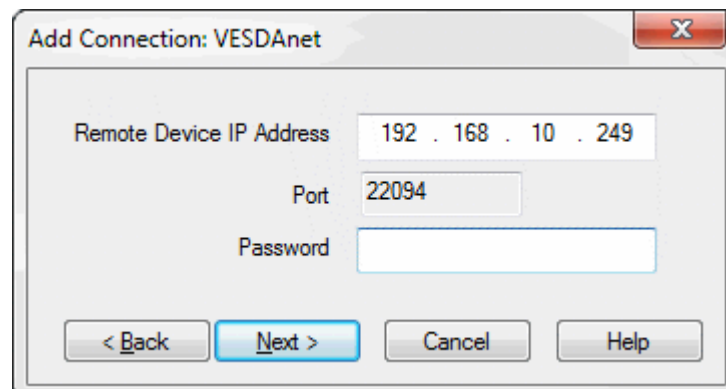 Add Connection: VESDAnet
Remote Device IP Address 192 . 168 . 10 . 249
Port 22094
Password
< Back Next > Cancel Help